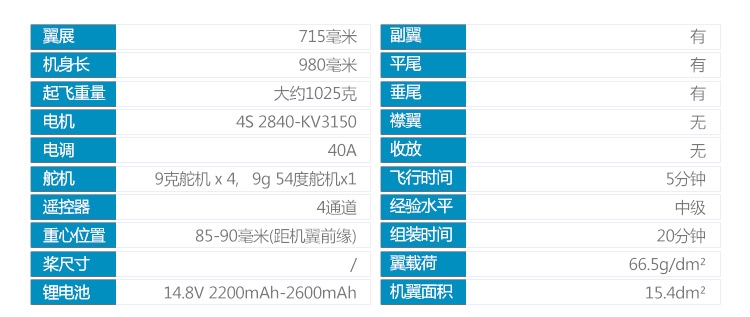 翼展 715毫米
机身长 980毫米
起飞重量 大约1025克
电机 4S 2840-KV3150
电调 40A
舵机 9克舵机 x 4, 9g 54度舵机x1
遥控器 4通道
重心位置 85-90毫米(距机翼前缘)
桨尺寸 /
锂电池 14.8V 2200mAh-2600mAh
副翼 有
平尾 有
垂尾 有
襟翼 无
收放 无
飞行时间 5分钟
经验水平 中级
组装时间 20分钟
翼载荷 66.5g/dm²
机翼面积 15.4dm²